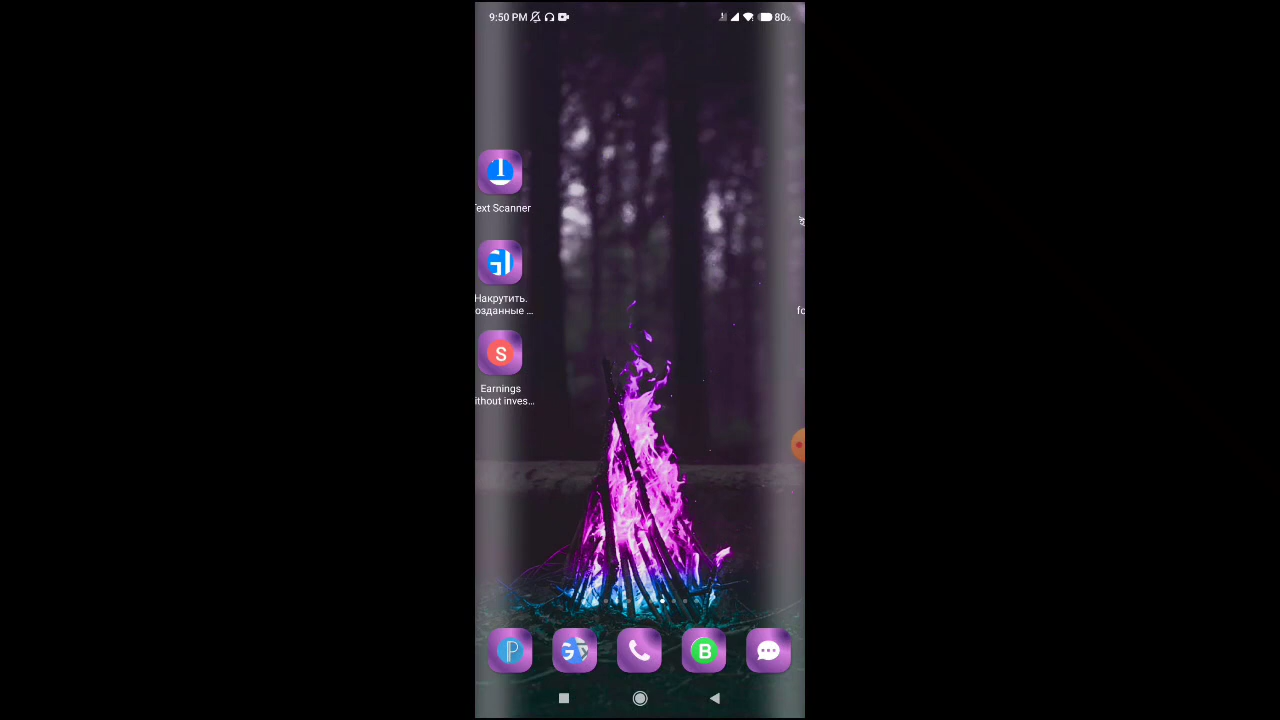 9:50 PM
80%
Text Scanner
Накрутить.
озданные ...
S
Earnings
ithout inves...
P
G
B